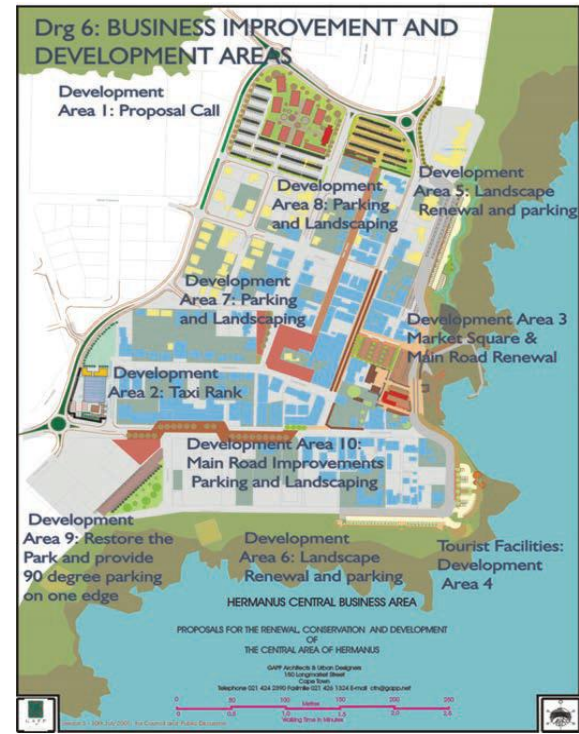 Drg 6: BUSINESS IMPROVEMENT AND
DEVELOPMENT AREAS
Development
Area 1: Proposal Call
Development
Area 8: Parking
and Landscaping
Development
Area 5: Landscape
Renewal and parking
Development
Area 7: Parking
and Landscaping
Development Area 3
Market Square &
Main Road Renewal
Development
Area 2: Taxi Rank
Development Area 10:
Main Road Improvements
Parking and Landscaping
Development
Area 9: Restore the
Park and provide
90 degree parking
on one edge
Development
Area 6: Landscape
Renewal and parking
Tourist Facilities:
Development
Area 4
HERMANUS CENTRAL BUSINESS AREA
PROPOSALS FOR THE RENEWAL, CONSERVATION AND DEVELOPMENT
OF
THE CENTRAL AREA OF HERMANUS
GAPP Architects & Urban Designers
Cape Town
Metres
Walking Time in Minutes
GAPP